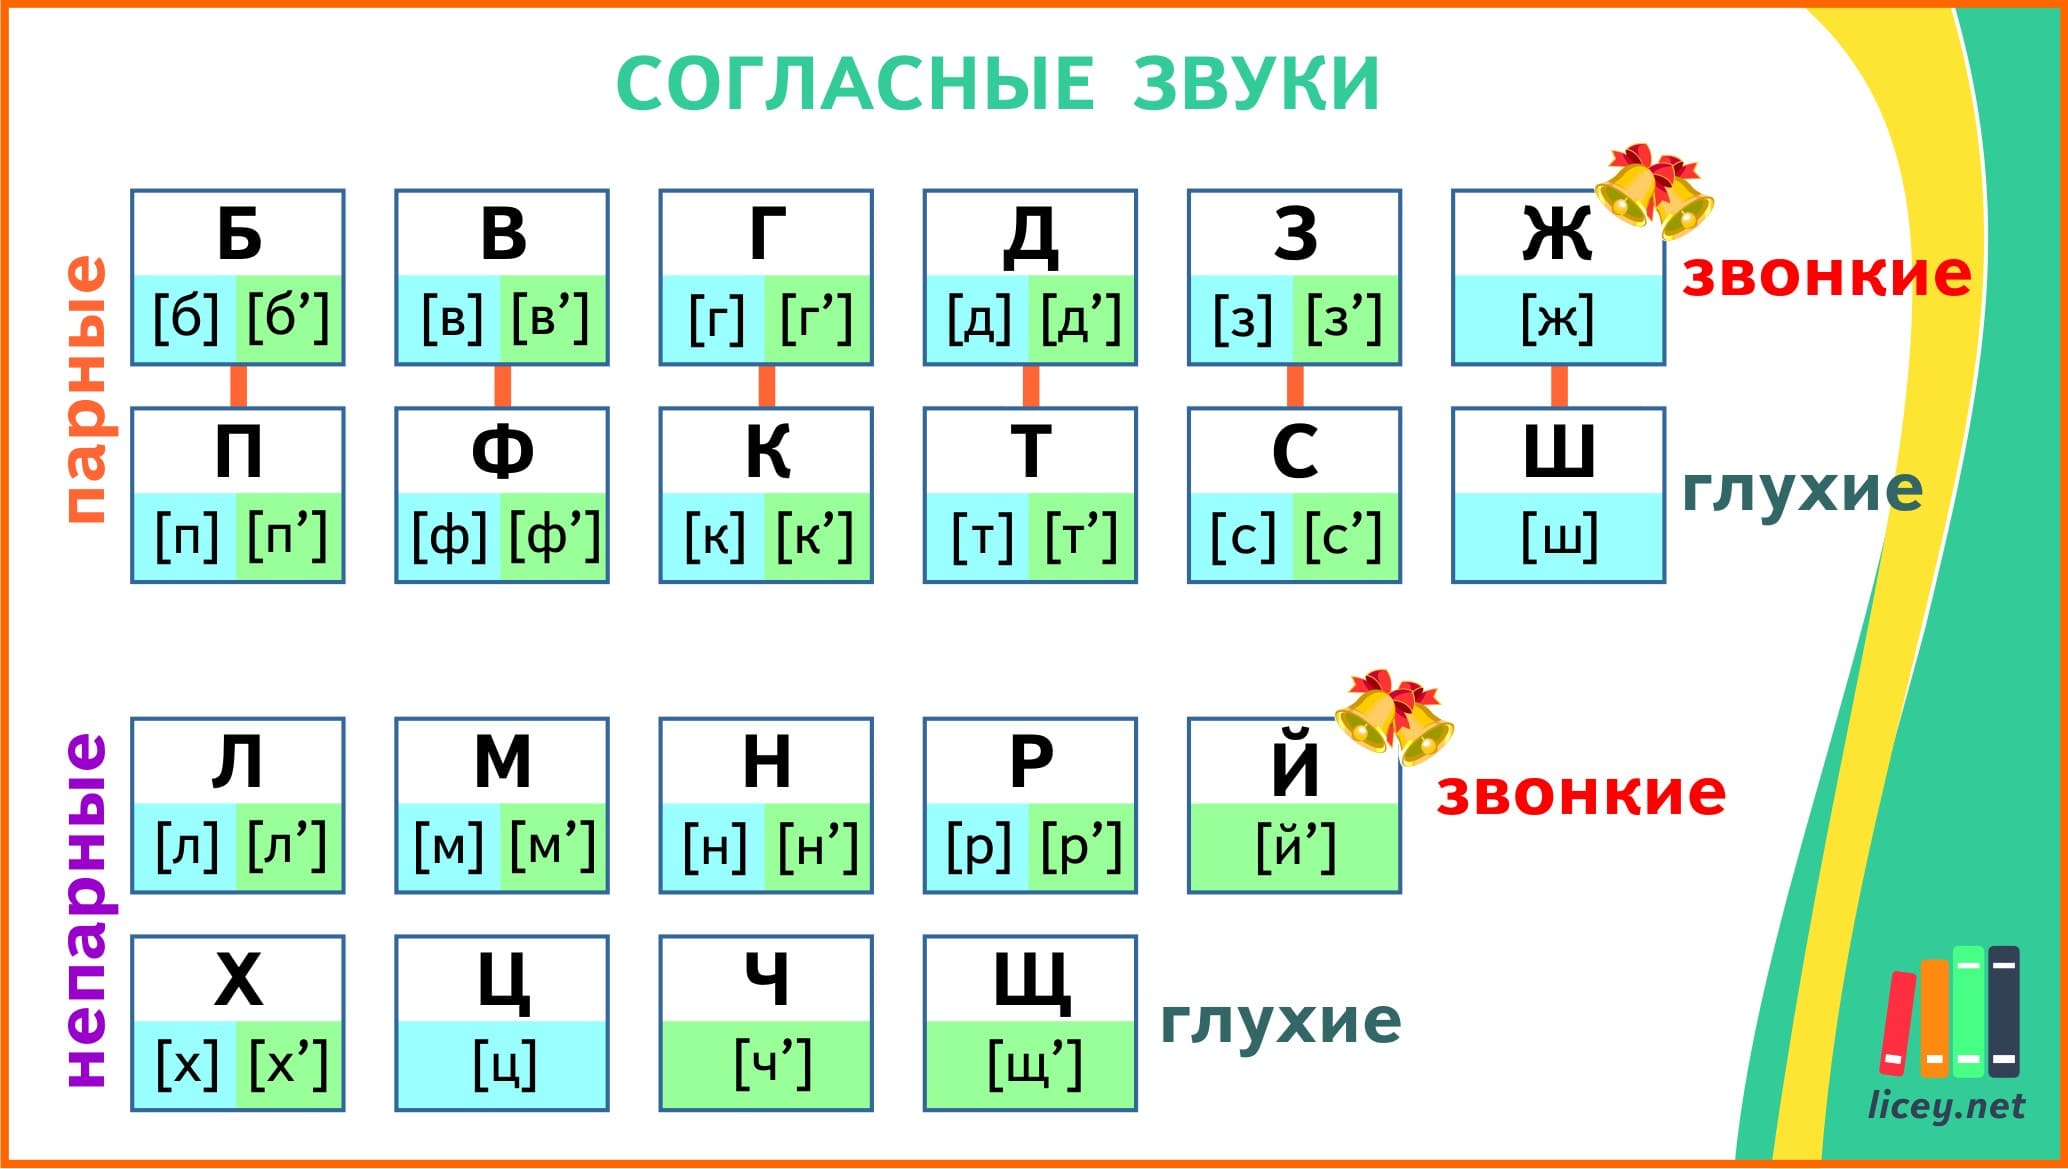 СОГЛАСНЫЕ ЗВУКИ
парные
Б В Г Д З Ж
[б] [б’] [в] [в’] [г] [г’] [д] [д’] [з] [з’] [ж]
звонкие
П Ф К Т С Ш
[п] [п’] [ф] [ф’] [к] [к’] [т] [т’] [с] [с’] [ш]
глухие
непарные
Л М Н Р Й
[л] [л’] [м] [м’] [н] [н’] [р] [р’] [й’]
звонкие
Х Ц Ч Щ
[х] [х’] [ц] [ч’] [щ’]
глухие
licey.net